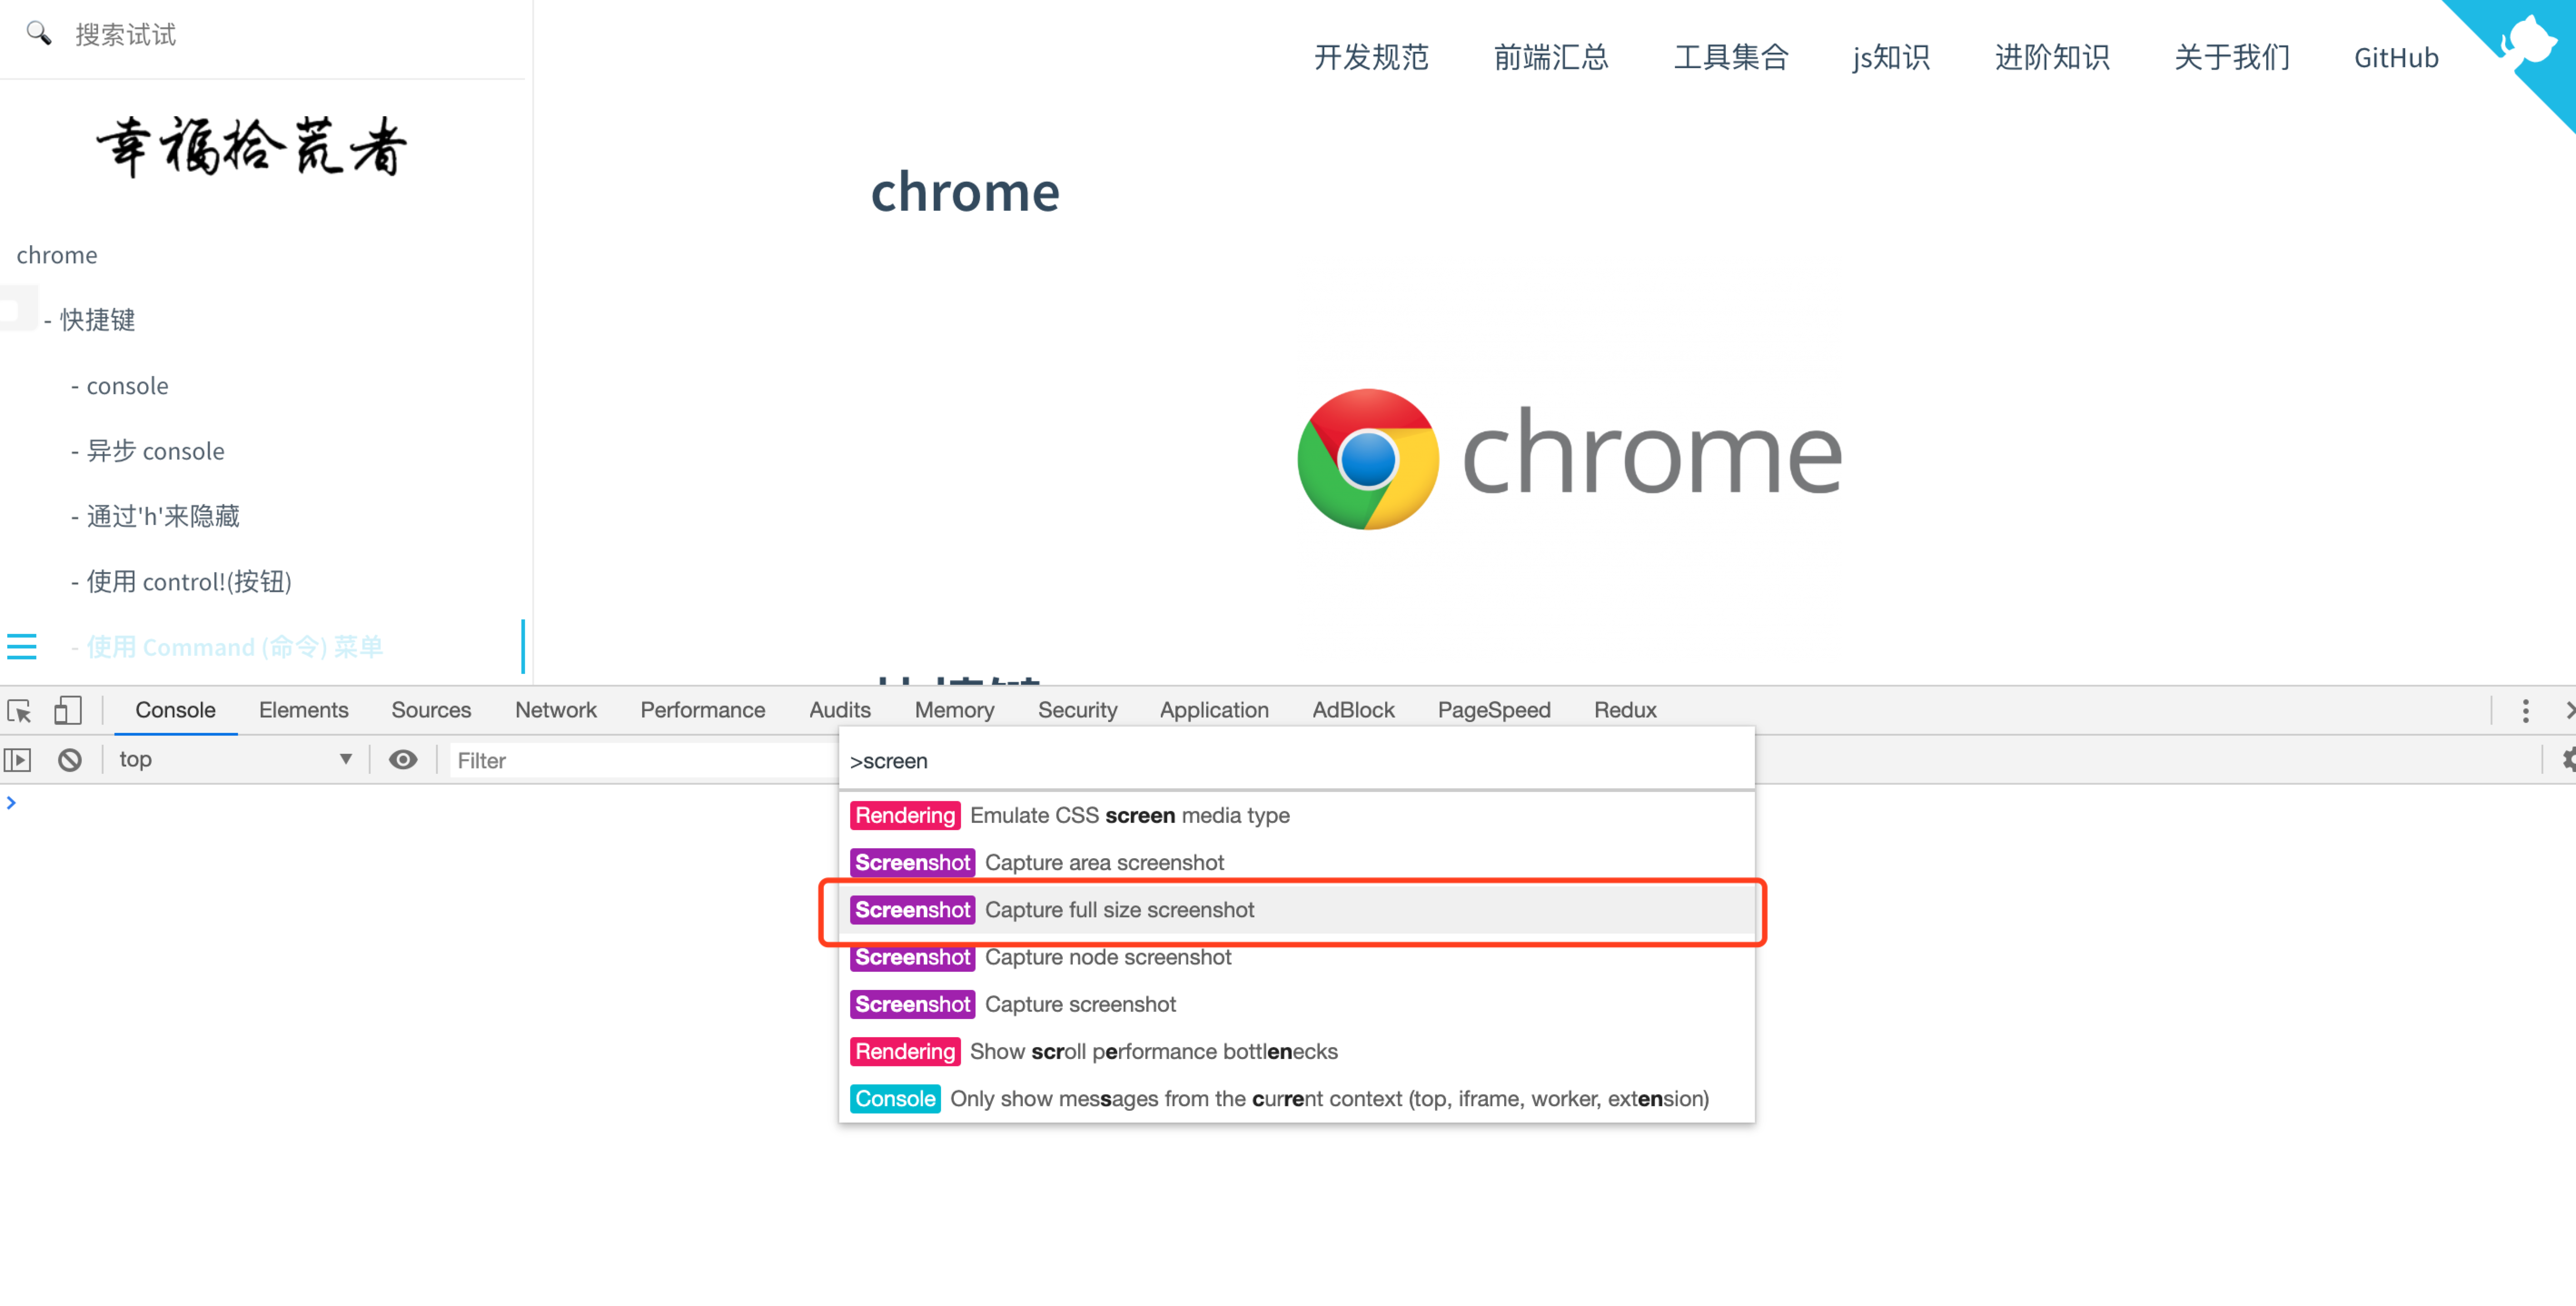 搜索试试
幸福拾荒者
chrome
- 快捷键
- console
- 异步 console
- 通过'h'来隐藏
- 使用 control!(按钮)
- 使用 Command (命令) 菜单
开发规范 前端汇总 工具集合 js知识 进阶知识 关于我们 GitHub
chrome
chrome
Console Elements Sources Network Performance Audits Memory Security Application AdBlock PageSpeed Redux
top ▼ Filter
>screen
Rendering Emulate CSS screen media type
Screenshot Capture area screenshot
Screenshot Capture full size screenshot
Screenshot Capture node screenshot
Screenshot Capture screenshot
Rendering Show scroll performance bottlenecks
Console Only show messages from the current context (top, iframe, worker, extension)